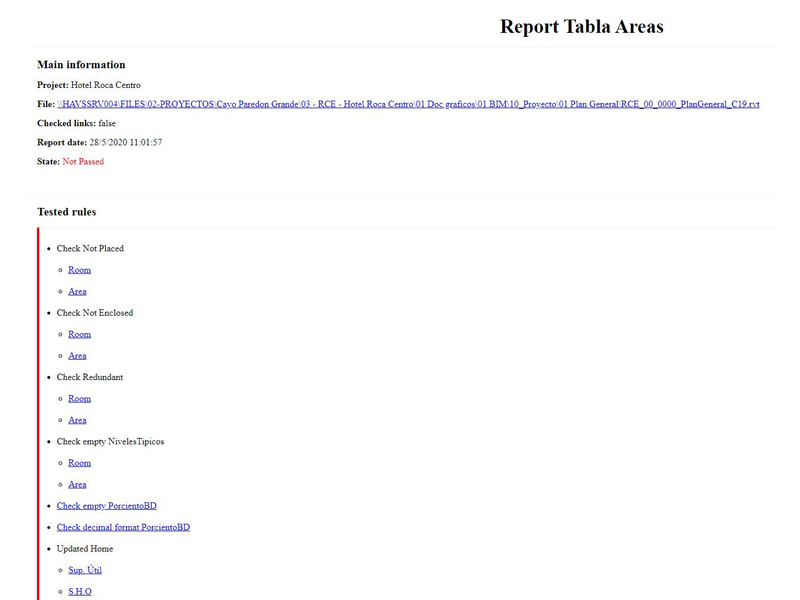 Report Tabla Areas
Main information
Project: Hotel Roca Centro
File: \\HAVSSRV004\FILES\02-PROYECTOS\Cayo Paredon Grande\03 - RCE - Hotel Roca Centro\01 Doc graficos\01 BIM\10_Proyecto\01 Plan General\RCE_00_0000_PlanGeneral_C19.rvt
Checked links: false
Report date: 28/5/2020 11:01:57
State: Not Passed
Tested rules
Check Not Placed
Room
Area
Check Not Enclosed
Room
Area
Check Redundant
Room
Area
Check empty NivelesTipicos
Room
Area
Check empty PorcientoBD
Check decimal format PorcientoBD
Updated Home
Sup. Útil
S.H.O